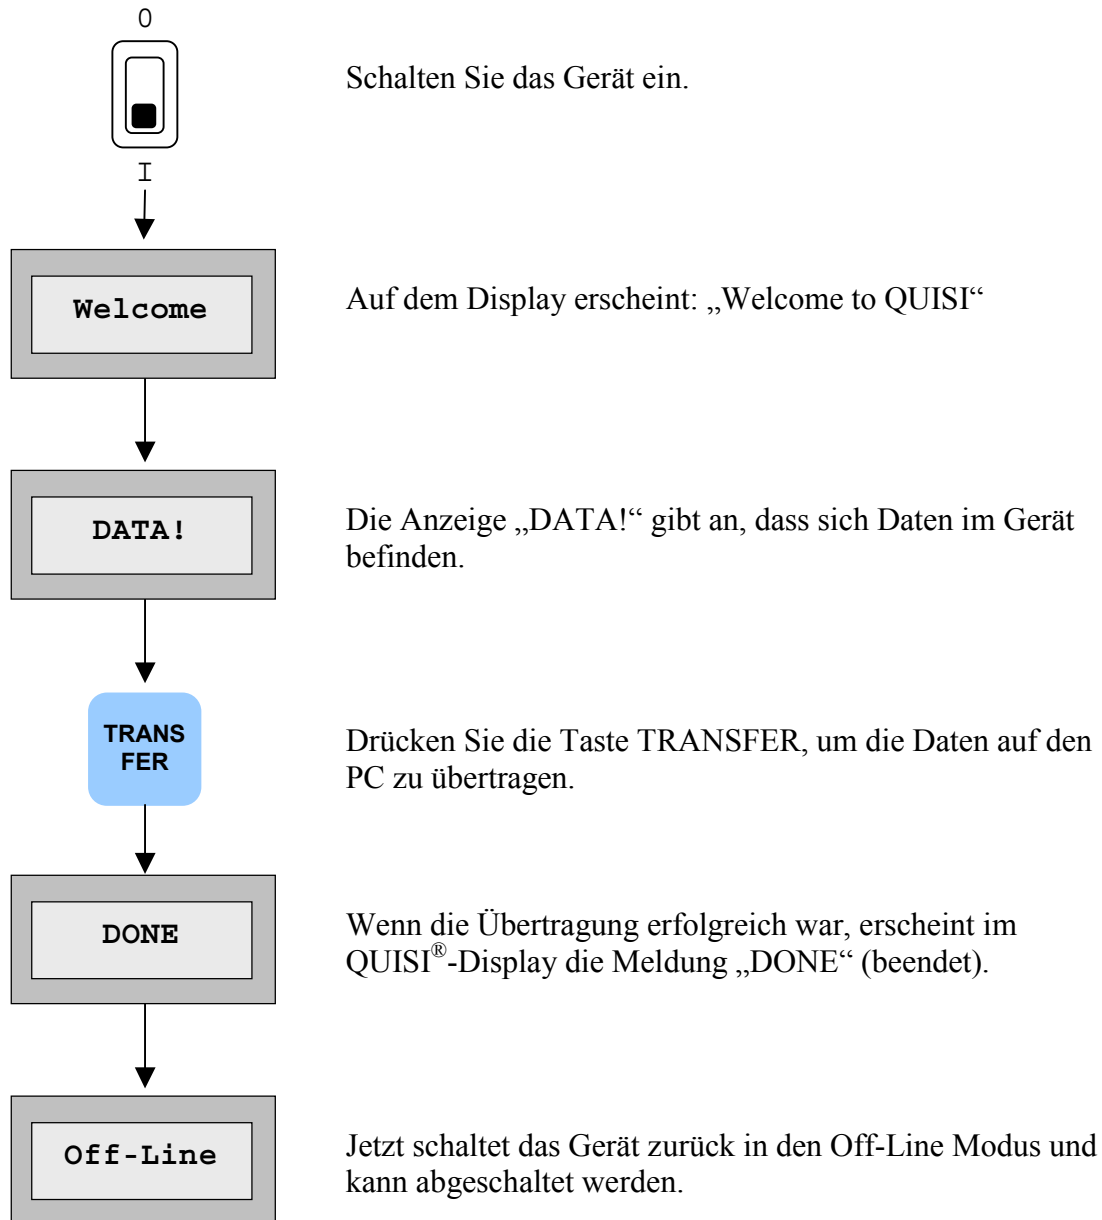 O
Schalten Sie das Gerät ein.
I
Welcome
Auf dem Display erscheint: „Welcome to QUISI“
DATA!
Die Anzeige „DATA!“ gibt an, dass sich Daten im Gerät
befinden.
TRANS
FER
Drücken Sie die Taste TRANSFER, um die Daten auf den
PC zu übertragen.
DONE
Wenn die Übertragung erfolgreich war, erscheint im
QUISI®-Display die Meldung „DONE“ (beendet).
Off-Line
Jetzt schaltet das Gerät zurück in den Off-Line Modus und
kann abgeschaltet werden.